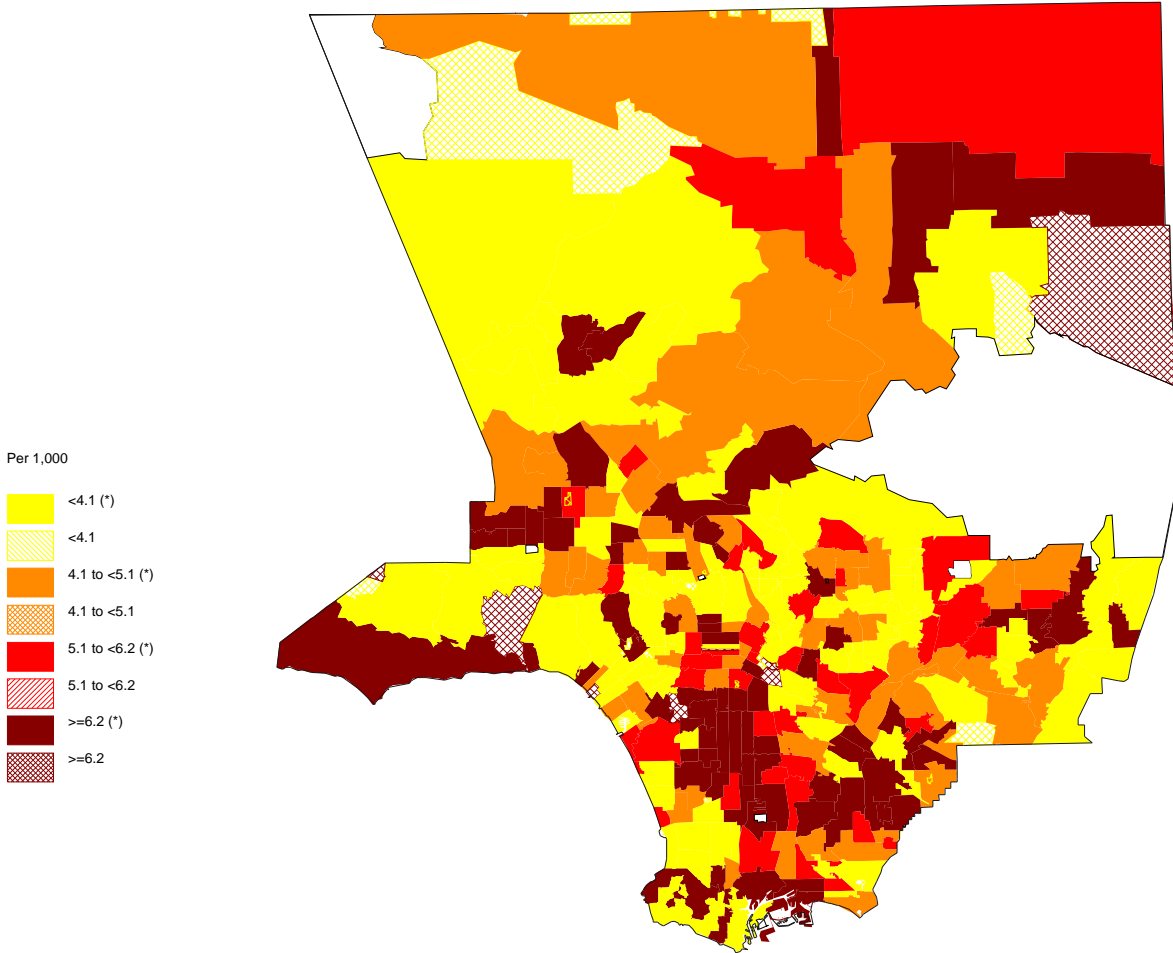 Per 1,000
<4.1 (*)
<4.1
4.1 to <5.1 (*)
4.1 to <5.1
5.1 to <6.2 (*)
5.1 to <6.2
>=6.2 (*)
>=6.2